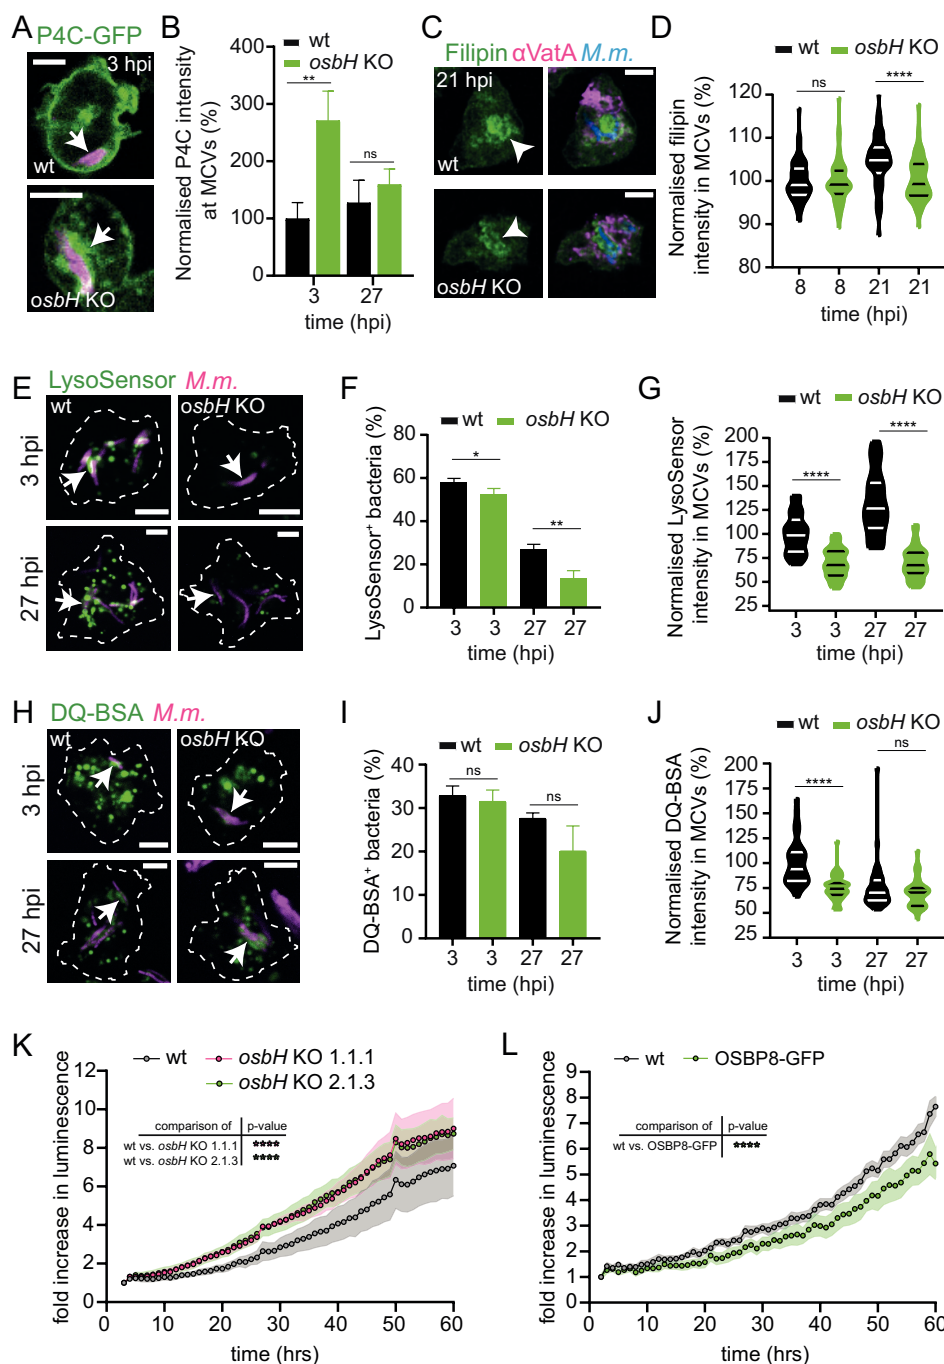 A P4C-GFP
3 hpi
wt
osbH KO
B
wt
osbH KO
Normalised P4C intensity
at MCVs (%)
400
300
200
100
0
**
ns
3 27
time (hpi)
C
Filipin αVatA M.m.
21 hpi
wt
osbH KO
D
wt osbH KO
Normalised filipin
intensity in MCVs (%)
120
100
80
ns
****
8 8 21 21
time (hpi)
E LysoSensor M.m.
wt osbH KO
3 hpi
27 hpi
F
wt osbH KO
LysoSensor+ bacteria (%)
80
60
40
20
0
*
**
3 3 27 27
time (hpi)
G
wt osbH KO
Normalised LysoSensor
intensity in MCVs (%)
200
175
150
125
100
75
50
25
****
****
3 3 27 27
time (hpi)
H DQ-BSA M.m.
wt osbH KO
3 hpi
27 hpi
I
wt osbH KO
DQ-BSA+ bacteria (%)
40
30
20
10
0
ns
ns
3 3 27 27
time (hpi)
J
wt osbH KO
Normalised DQ-BSA
intensity in MCVs (%)
200
175
150
125
100
75
50
25
****
ns
3 3 27 27
time (hpi)
K
wt osbH KO 1.1.1
osbH KO 2.1.3
comparison of p-value
wt vs. osbH KO 1.1.1 ****
wt vs. osbH KO 2.1.3 ****
fold increase in luminescence
10
8
6
4
2
0
0 10 20 30 40 50 60
time (hrs)
L
wt OSBP8-GFP
comparison of p-value
wt vs. OSBP8-GFP ****
fold increase in luminescence
9
8
7
6
5
4
3
2
1
0
0 10 20 30 40 50 60
time (hrs)